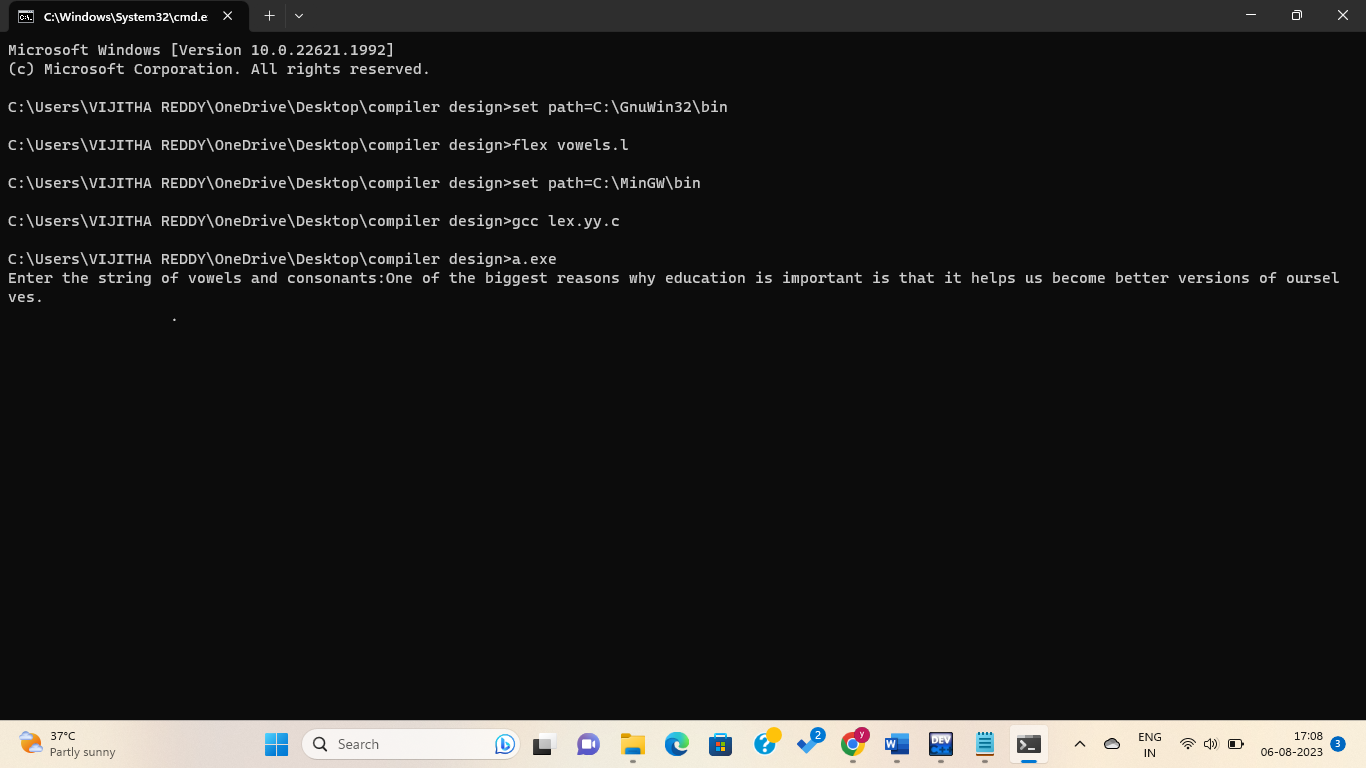 C:\Windows\System32\cmd.e
Microsoft Windows [Version 10.0.22621.1992]
(c) Microsoft Corporation. All rights reserved.
C:\Users\VIJITHA REDDY\OneDrive\Desktop\compiler design>set path=C:\GnuWin32\bin
C:\Users\VIJITHA REDDY\OneDrive\Desktop\compiler design>flex vowels.l
C:\Users\VIJITHA REDDY\OneDrive\Desktop\compiler design>set path=C:\MinGW\bin
C:\Users\VIJITHA REDDY\OneDrive\Desktop\compiler design>gcc lex.yy.c
C:\Users\VIJITHA REDDY\OneDrive\Desktop\compiler design>a.exe
Enter the string of vowels and consonants:One of the biggest reasons why education is important is that it helps us become better versions of oursel
ves.
.
37°C
Partly sunny
Search
2
y
W
DEV
C++
ENG
IN
17:08
06-08-2023
3